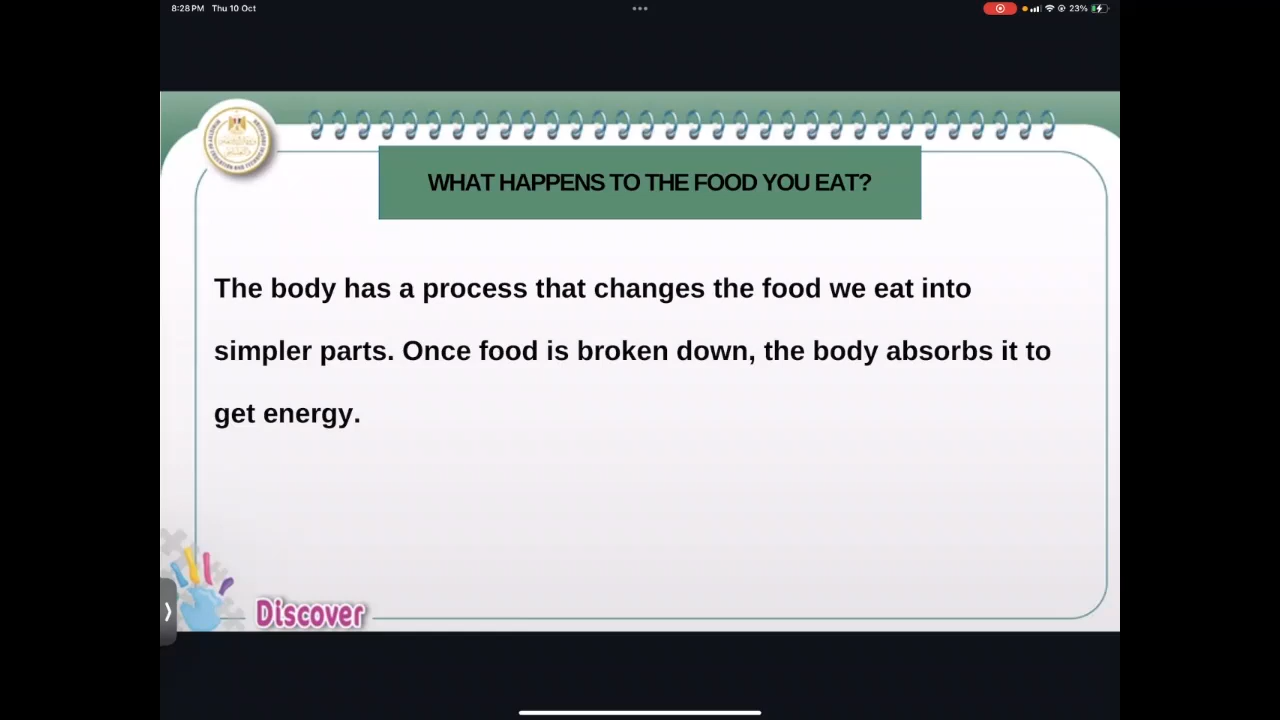 8:28 PM Thu 10 Oct
23%
WHAT HAPPENS TO THE FOOD YOU EAT?
The body has a process that changes the food we eat into
simpler parts. Once food is broken down, the body absorbs it to
get energy.
Discover